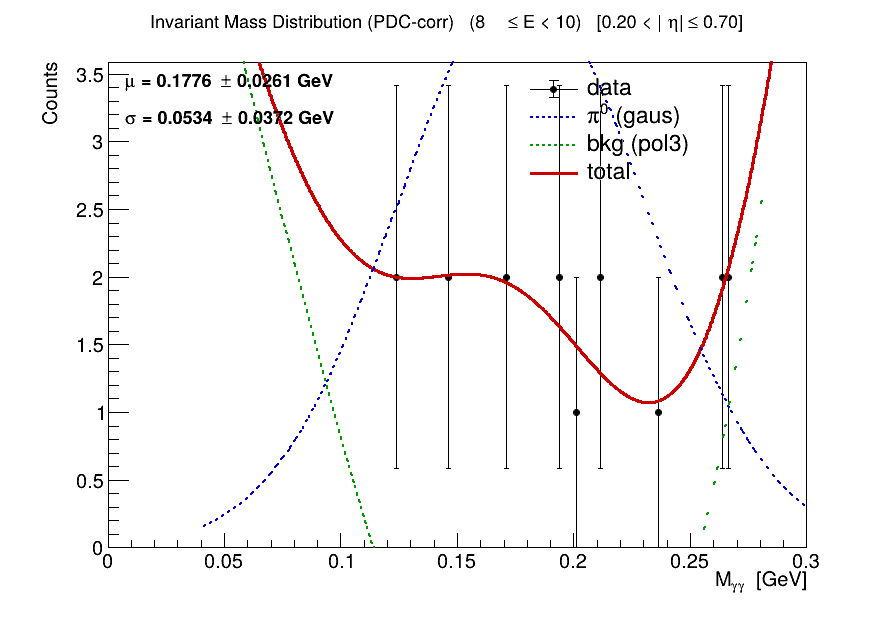 Invariant Mass Distribution (PDC-corr) (8 ≤ E < 10) [0.20 < | η| ≤ 0.70]
Counts
μ = 0.1776 ± 0.0261 GeV
σ = 0.0534 ± 0.0372 GeV
data
π⁰ (gaus)
bkg (pol3)
total
3.5
3
2.5
2
1.5
1
0.5
0
0 0.05 0.1 0.15 0.2 0.25 0.3
M_γγ [GeV]